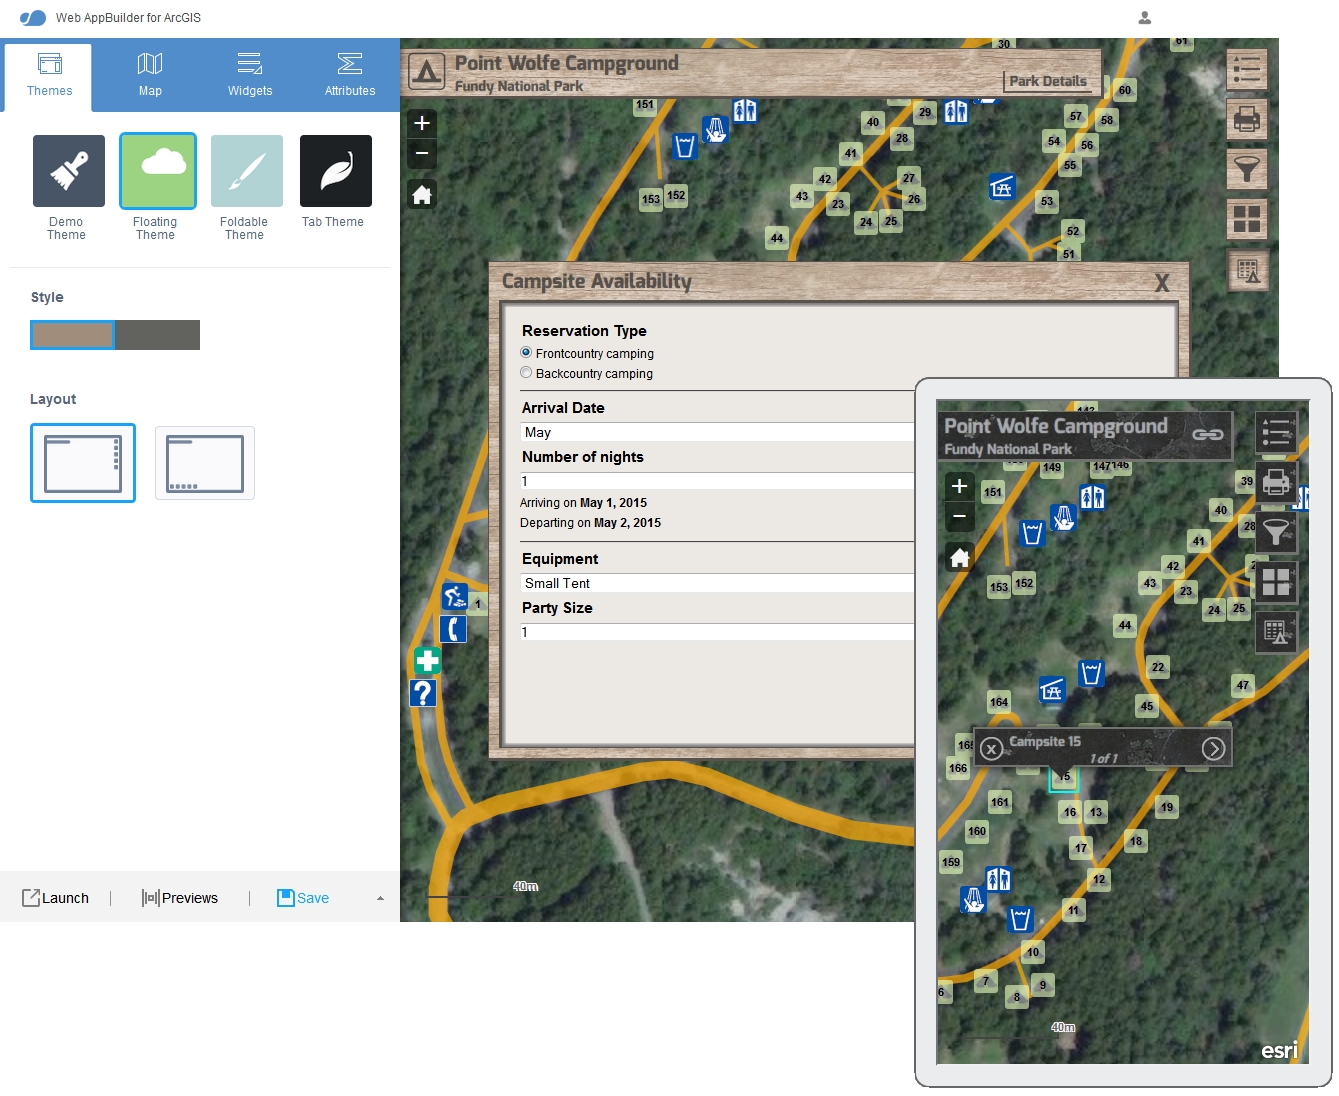 Web AppBuilder for ArcGIS
Themes
Map
Widgets
Attributes
Demo
Theme
Floating
Theme
Foldable
Theme
Tab Theme
Style
Layout
Launch
Previews
Save
Point Wolfe Campground
Fundy National Park
Park Details
+
−
30
61
60
151
29
57
58
40
28
54
56
41
55
42
27
153
152
43
23
26
53
24
25
44
52
51
Campsite Availability
X
Reservation Type
Frontcountry camping
Backcountry camping
Arrival Date
May
Number of nights
1
Arriving on May 1, 2015
Departing on May 2, 2015
Equipment
Small Tent
Party Size
1
1
?
40m
Point Wolfe Campground
Fundy National Park
+
−
149
147
146
151
39
40
28
41
42
153
152
43
23
24
25
44
22
47
164
45
166
Campsite 15
1 of 1
X
15
161
16
13
19
160
17
18
159
12
11
10
7
9
6
8
40m
esri